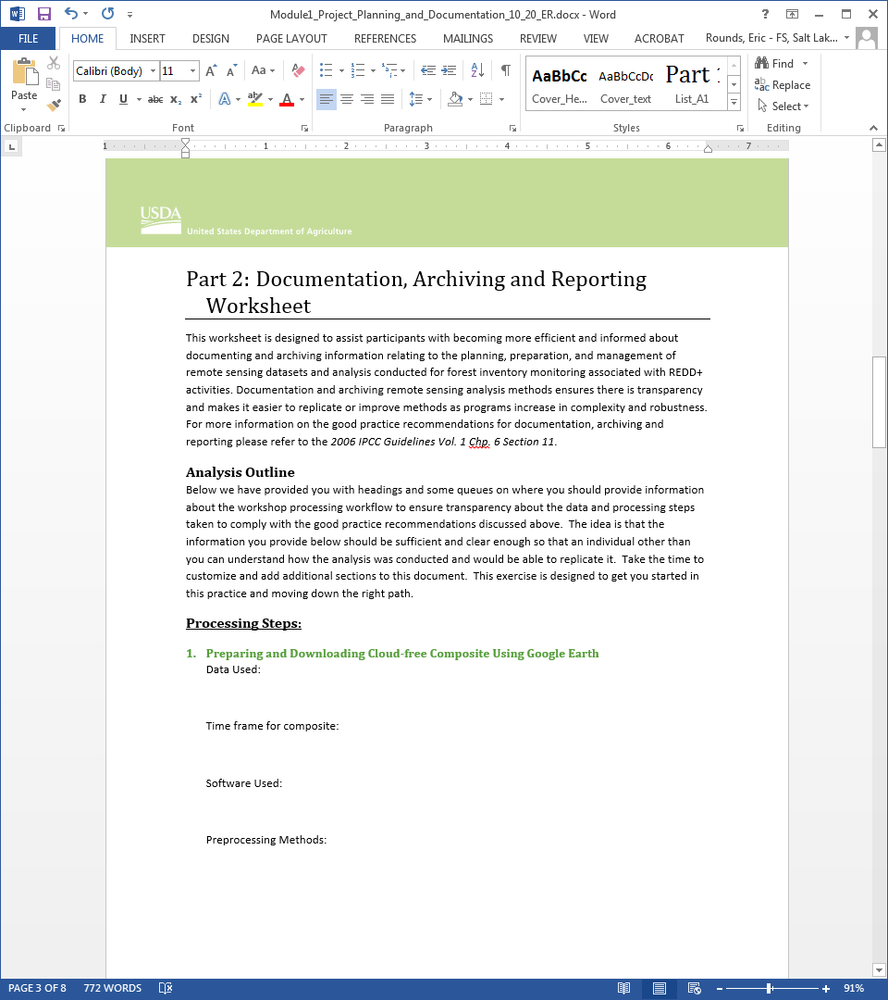 Module1_Project_Planning_and_Documentation_10_20_ER.docx - Word
FILE HOME INSERT DESIGN PAGE LAYOUT REFERENCES MAILINGS REVIEW VIEW ACROBAT Rounds, Eric - FS, Salt Lak...
Calibri (Body) 11 Aa
Paste
B I U abc x₂ x² A ab A
AaBbCc AaBbCcDc Part 1
Cover_He... Cover_text List_A1
Find
Replace
Select
Clipboard Font Paragraph Styles Editing
1 1 2 3 4 5 6 7
USDA
United States Department of Agriculture
Part 2: Documentation, Archiving and Reporting
Worksheet
This worksheet is designed to assist participants with becoming more efficient and informed about
documenting and archiving information relating to the planning, preparation, and management of
remote sensing datasets and analysis conducted for forest inventory monitoring associated with REDD+
activities. Documentation and archiving remote sensing analysis methods ensures there is transparency
and makes it easier to replicate or improve methods as programs increase in complexity and robustness.
For more information on the good practice recommendations for documentation, archiving and
reporting please refer to the 2006 IPCC Guidelines Vol. 1 Chp. 6 Section 11.
Analysis Outline
Below we have provided you with headings and some queues on where you should provide information
about the workshop processing workflow to ensure transparency about the data and processing steps
taken to comply with the good practice recommendations discussed above.  The idea is that the
information you provide below should be sufficient and clear enough so that an individual other than
you can understand how the analysis was conducted and would be able to replicate it.  Take the time to
customize and add additional sections to this document.  This exercise is designed to get you started in
this practice and moving down the right path.
Processing Steps:
1. Preparing and Downloading Cloud-free Composite Using Google Earth
Data Used:
Time frame for composite:
Software Used:
Preprocessing Methods:
PAGE 3 OF 8 772 WORDS 91%